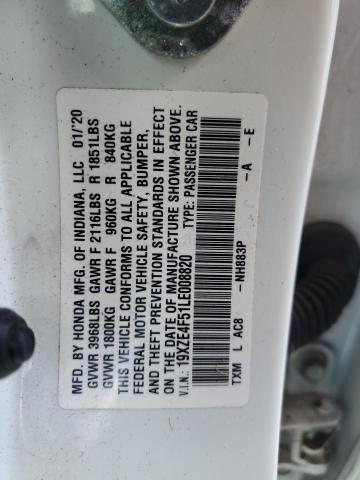 MFD. BY HONDA MFG. OF INDIANA, LLC 01/'20
GVWR 3968LBS GAWR F 2116LBS R 1851LBS
GVWR 1800KG GAWR F 960KG R 840KG
THIS VEHICLE CONFORMS TO ALL APPLICABLE
FEDERAL MOTOR VEHICLE SAFETY, BUMPER,
AND THEFT PREVENTION STANDARDS IN EFFECT
ON THE DATE OF MANUFACTURE SHOWN ABOVE.
V.I.N.: 19XZE4F51LE008820 TYPE: PASSENGER CAR
TXM L AC8 -NH883P -A -E